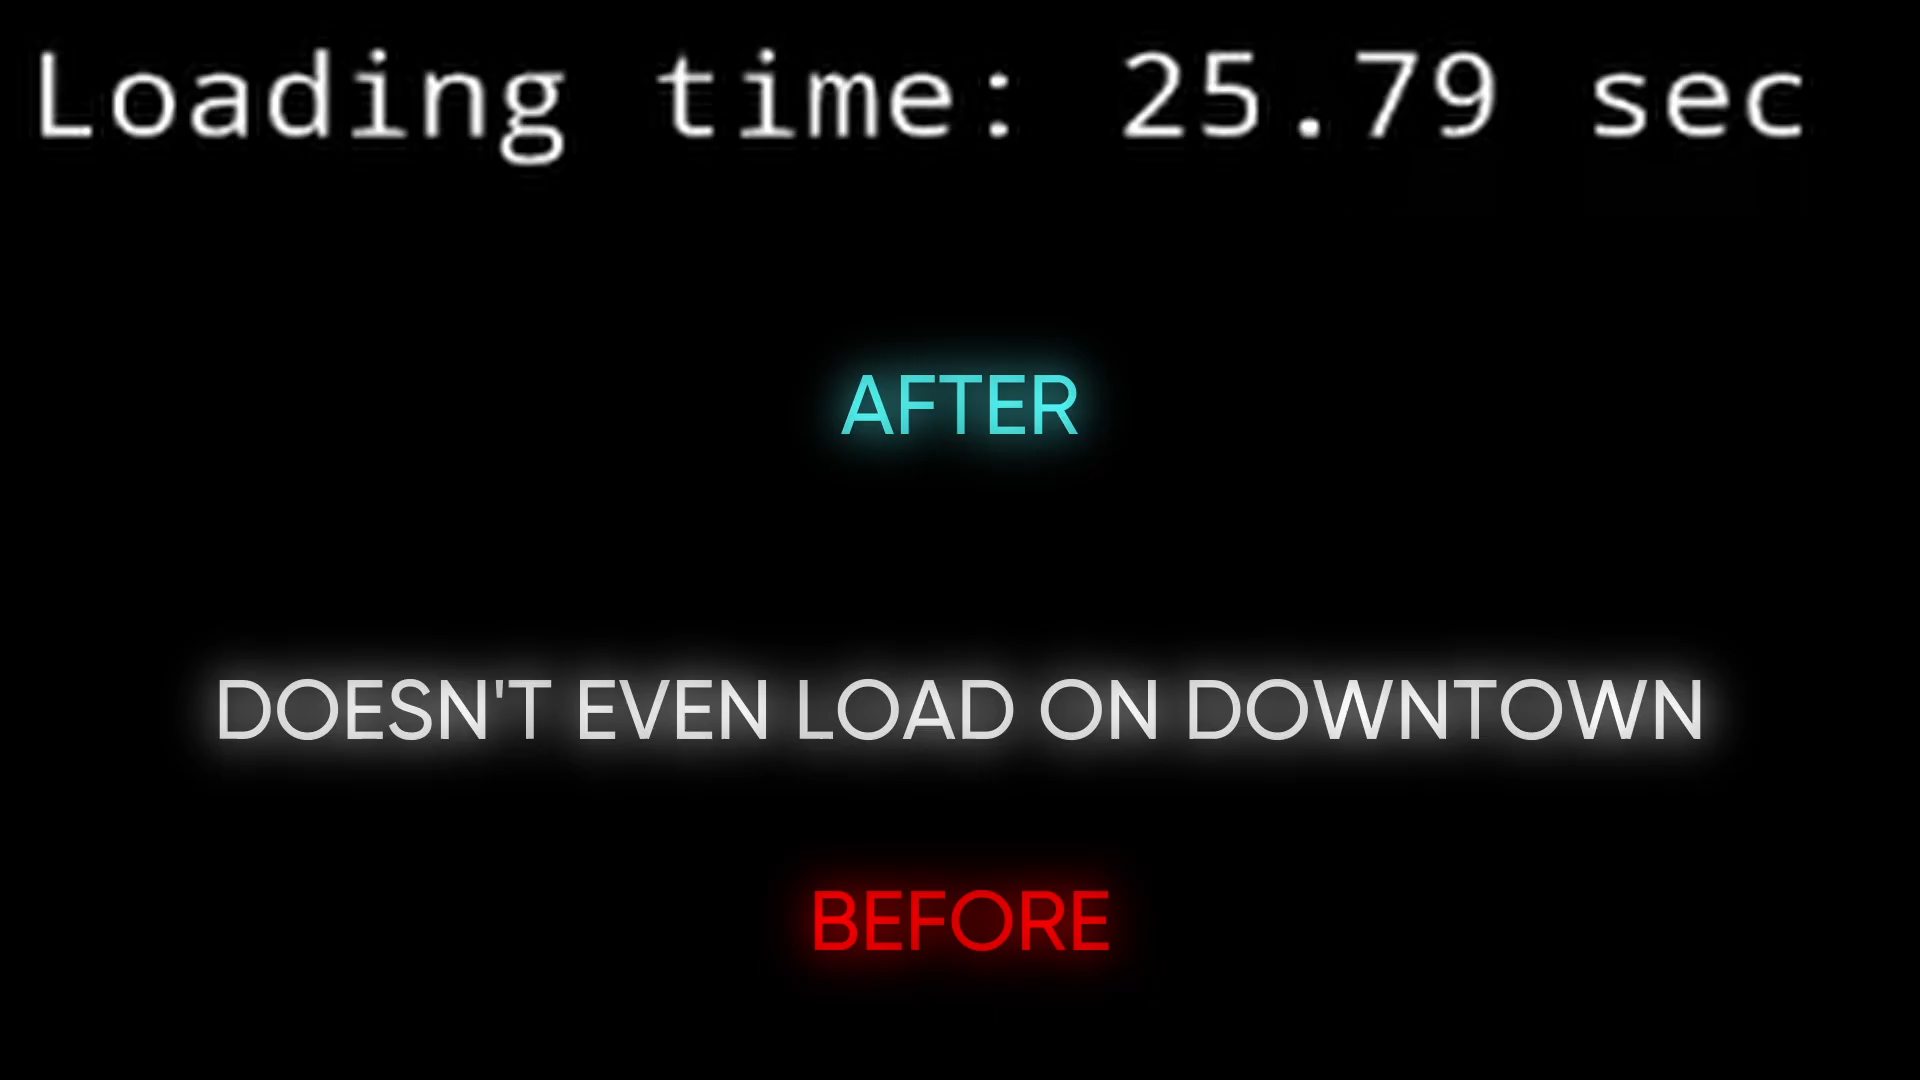 Loading time: 25.79 sec
AFTER
DOESN'T EVEN LOAD ON DOWNTOWN
BEFORE